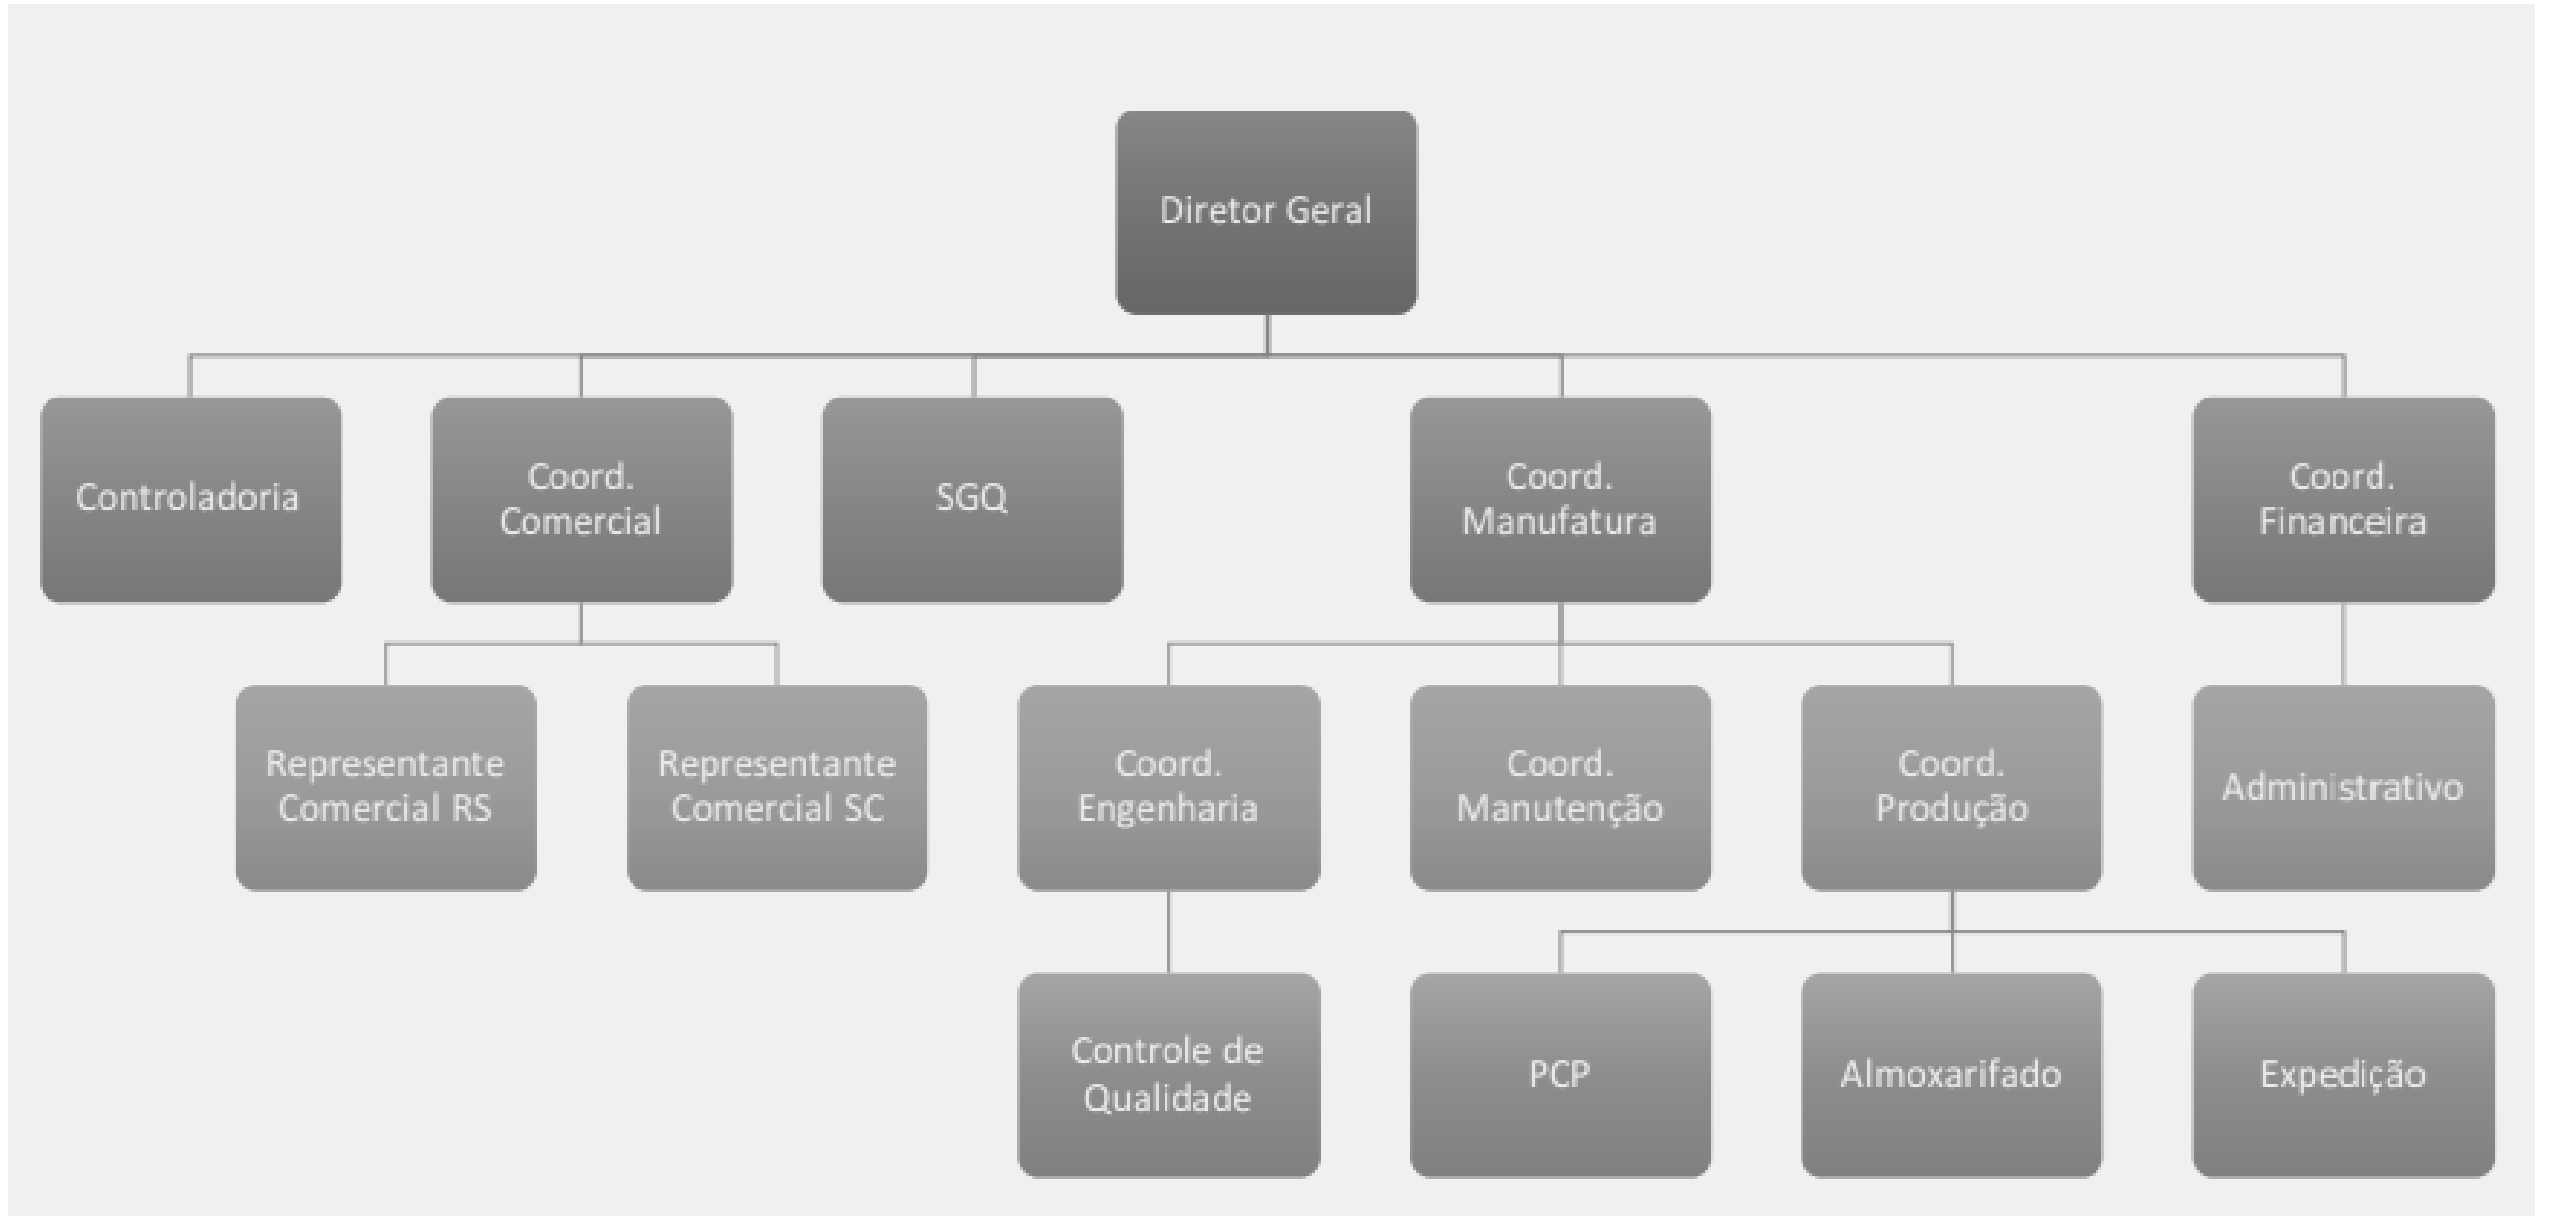 Diretor Geral
Controladoria
Coord.
Comercial
SGQ
Coord.
Manufatura
Coord.
Financeira
Representante
Comercial RS
Representante
Comercial SC
Coord.
Engenharia
Coord.
Manutenção
Coord.
Produção
Administrativo
Controle de
Qualidade
PCP
Almoxarifado
Expedição